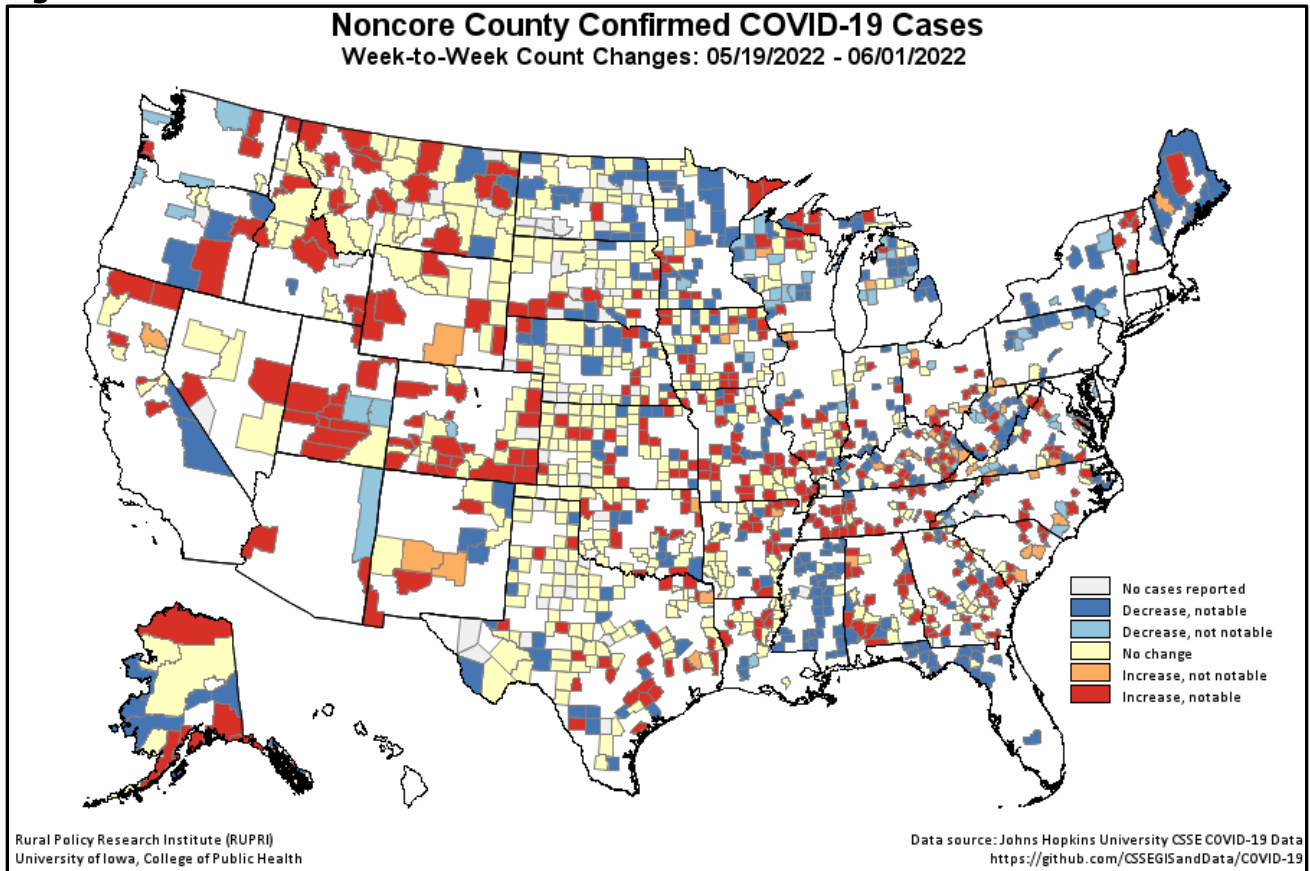 Noncore County Confirmed COVID-19 Cases
Week-to-Week Count Changes: 05/19/2022 - 06/01/2022
No cases reported
Decrease, notable
Decrease, not notable
No change
Increase, not notable
Increase, notable
Rural Policy Research Institute (RUPRI)
University of Iowa, College of Public Health
Data source: Johns Hopkins University CSSE COVID-19 Data
https://github.com/CSSEGISandData/COVID-19